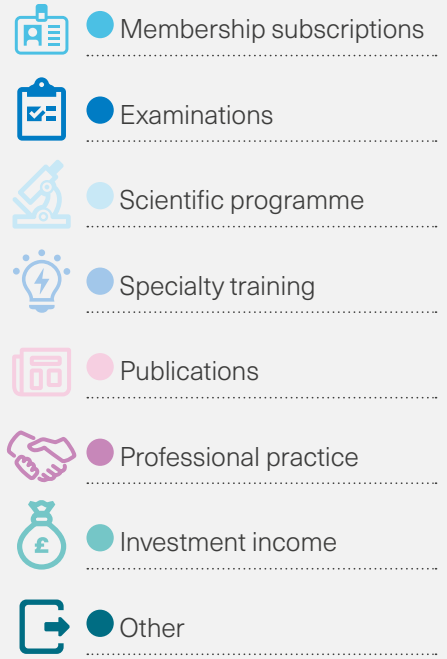 Membership subscriptions
Examinations
Scientific programme
Specialty training
Publications
Professional practice
£
Investment income
Other